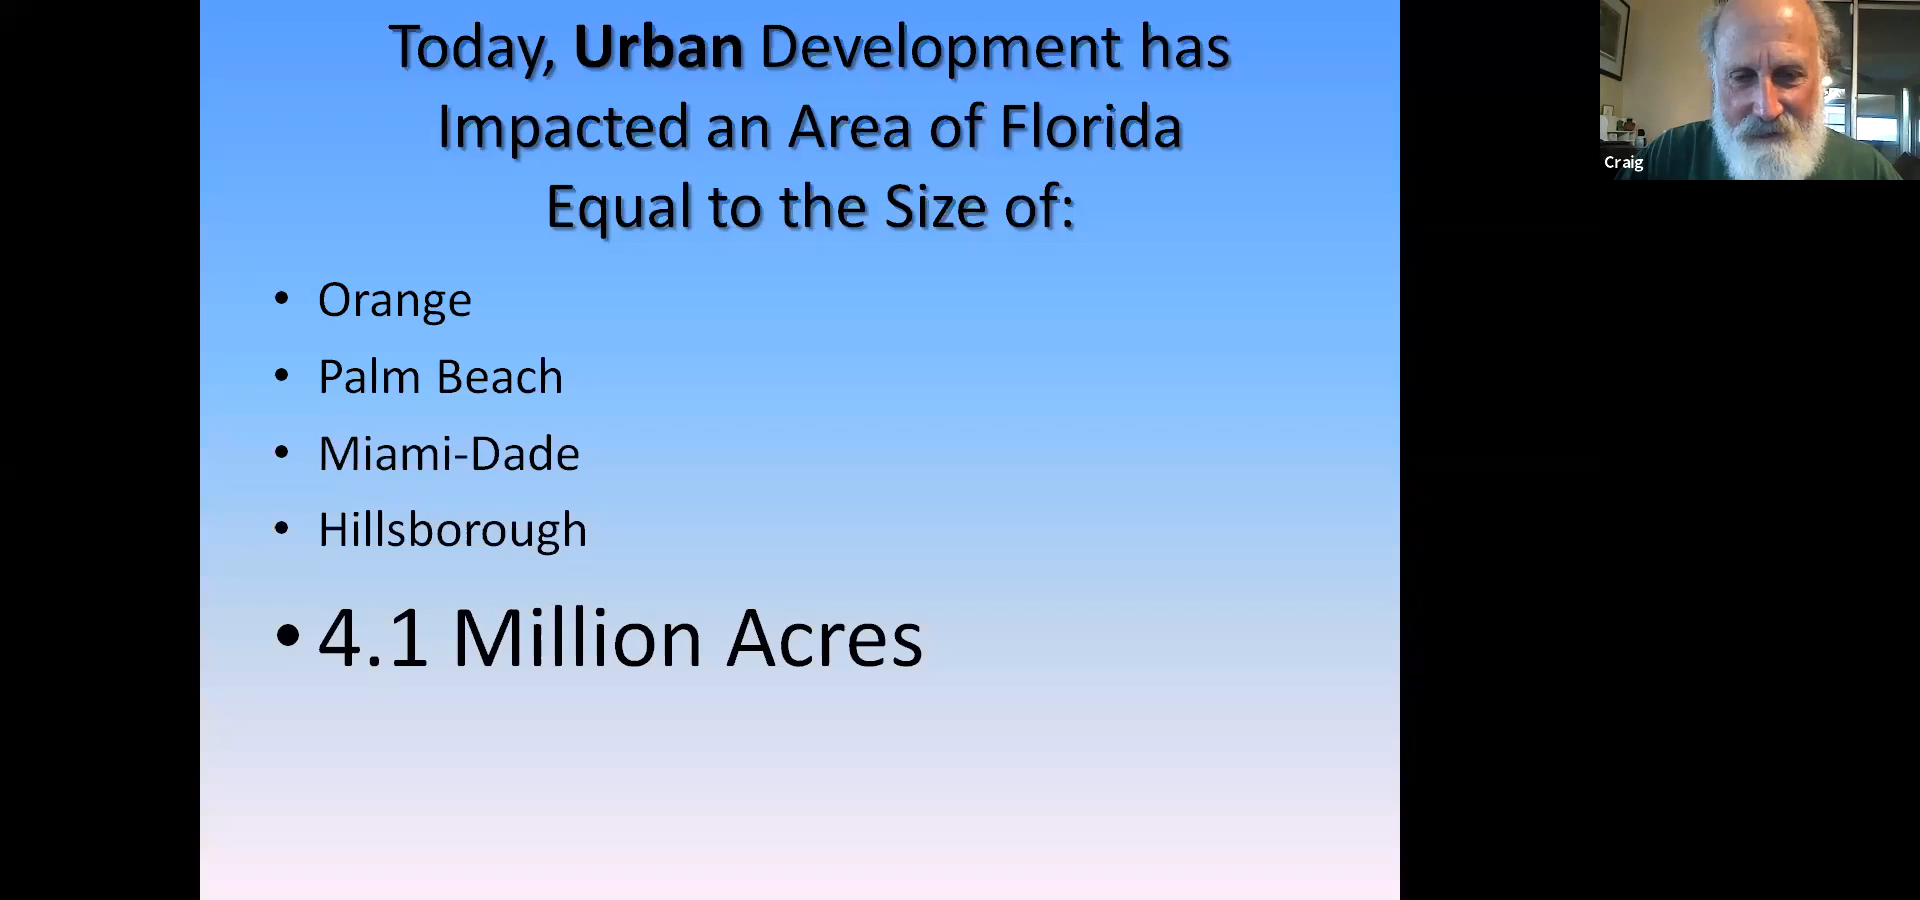 Today, Urban Development has
Impacted an Area of Florida
Equal to the Size of:
• Orange
• Palm Beach
• Miami-Dade
• Hillsborough
• 4.1 Million Acres
Craig